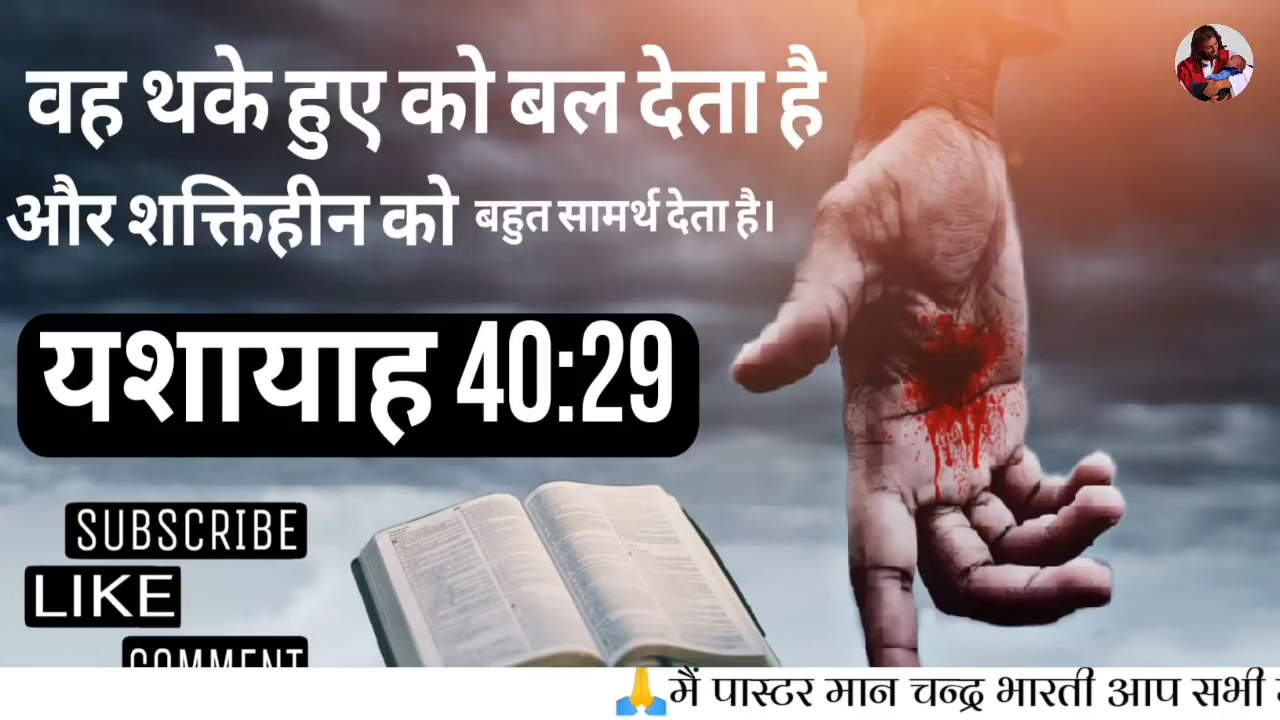 वह थके हुए को बल देता है
और शक्तिहीन को बहुत सामर्थ देता है।
यशायाह 40:29
SUBSCRIBE
LIKE
COMMENT
🙏मैं पास्टर मान चन्द्र भारती आप सभी